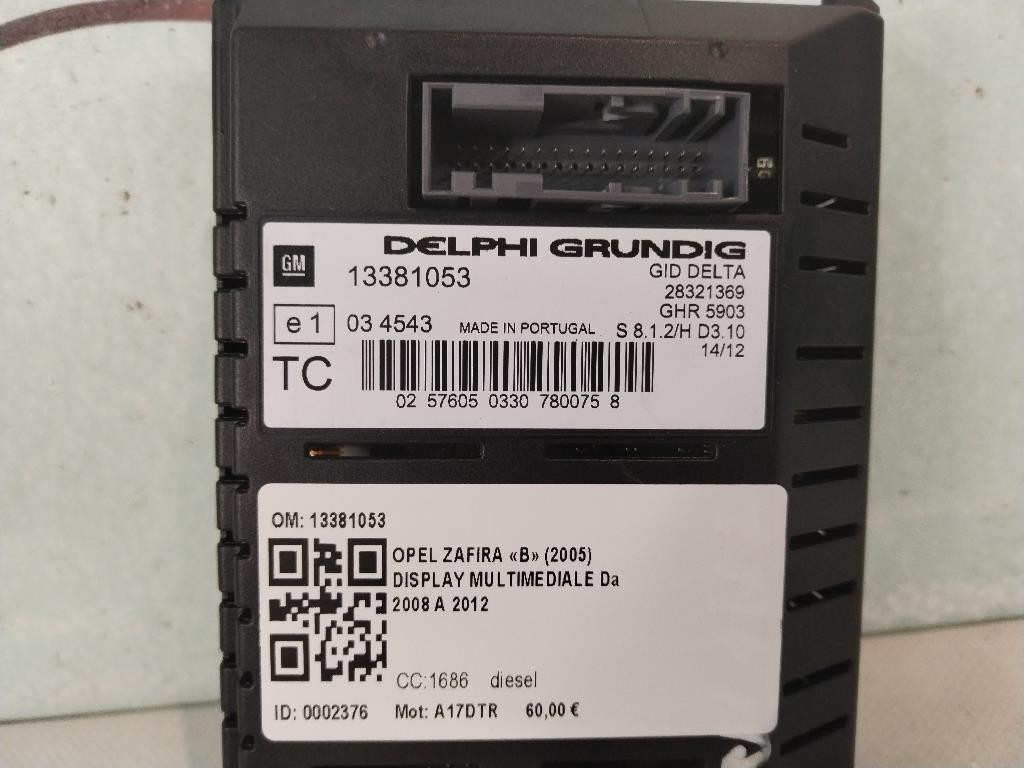 DELPHI GRUNDIG
GM
13381053
GID DELTA
28321369
GHR 5903
e1
03 4543
MADE IN PORTUGAL
S 8.1.2/H D3.10
14/12
TC
02 57605 0330 780075 8
OM: 13381053
OPEL ZAFIRA «B» (2005)
DISPLAY MULTIMEDIALE Da
2008 A 2012
CC:1686 diesel
ID: 0002376 Mot: A17DTR 60,00 €